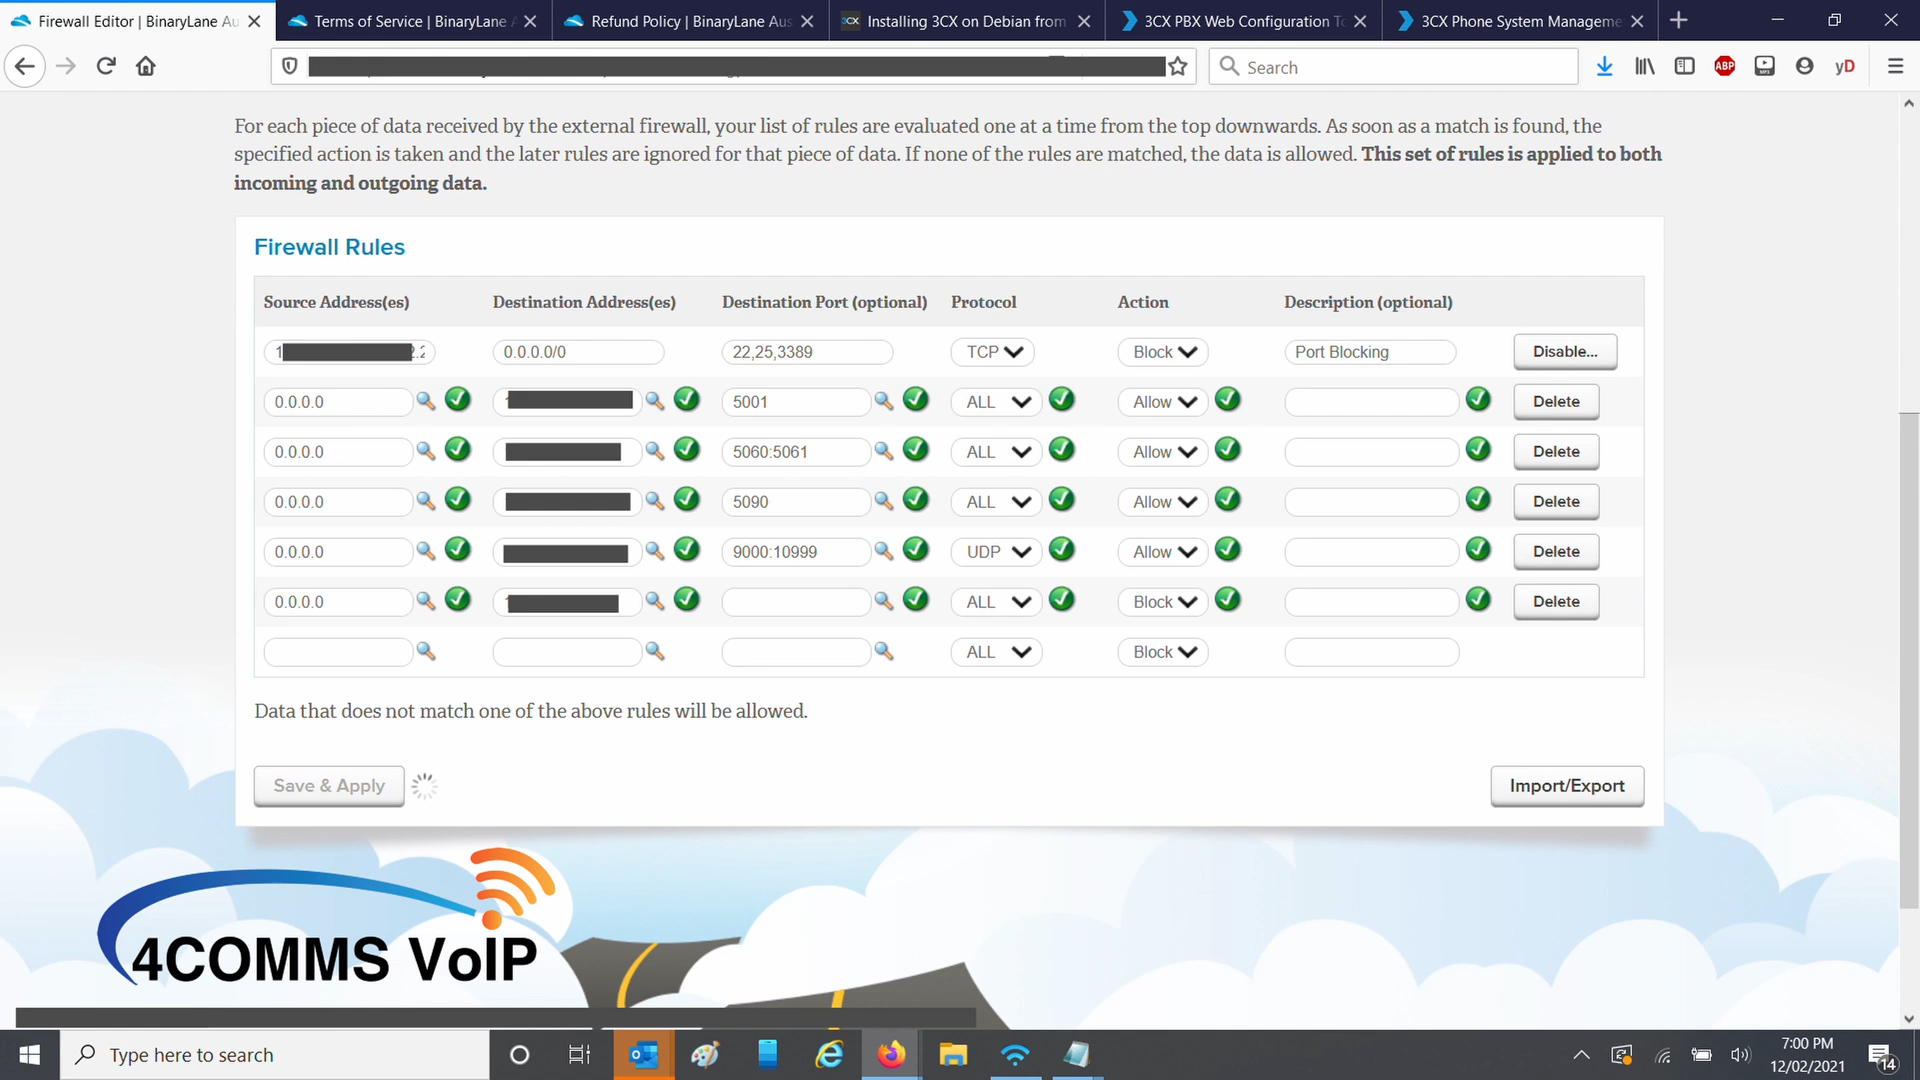 Firewall Editor | BinaryLane Au
Terms of Service | BinaryLane A
Refund Policy | BinaryLane Aus
3CX
Installing 3CX on Debian from
3CX PBX Web Configuration To
3CX Phone System Manageme
Search
ABP
MP3
yD
For each piece of data received by the external firewall, your list of rules are evaluated one at a time from the top downwards. As soon as a match is found, the
specified action is taken and the later rules are ignored for that piece of data. If none of the rules are matched, the data is allowed. This set of rules is applied to both
incoming and outgoing data.
Firewall Rules
Source Address(es) Destination Address(es) Destination Port (optional) Protocol Action Description (optional)
0.0.0.0/0 22,25,3389 TCP Block Port Blocking Disable...
0.0.0.0 5001 ALL Allow Delete
0.0.0.0 5060:5061 ALL Allow Delete
0.0.0.0 5090 ALL Allow Delete
0.0.0.0 9000:10999 UDP Allow Delete
0.0.0.0 ALL Block Delete
ALL Block
Data that does not match one of the above rules will be allowed.
Save & Apply
Import/Export
4COMMS VoIP
Type here to search
7:00 PM
12/02/2021
14